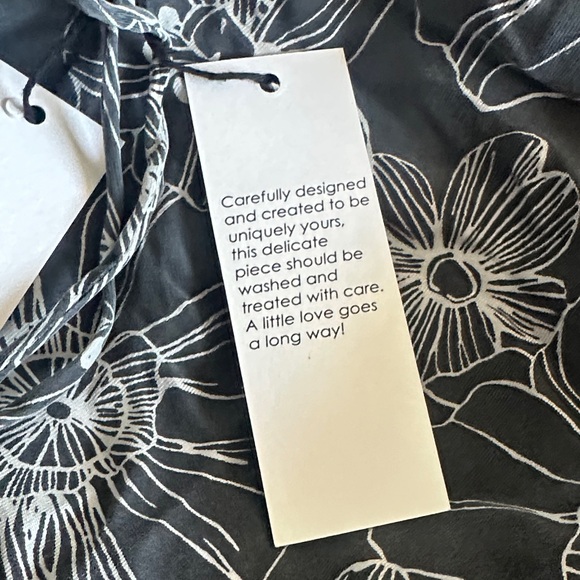 Carefully designed
and created to be
uniquely yours,
this delicate
piece should be
washed and
treated with care.
A little love goes
a long way!